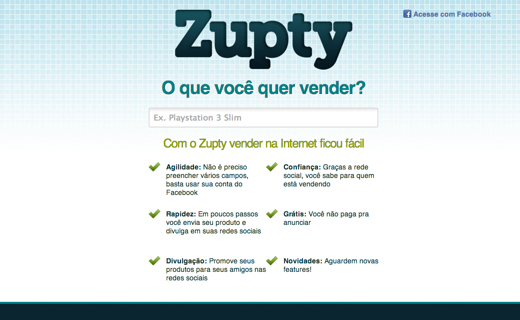 Zupty
Acesse com Facebook
O que você quer vender?
Ex. Playstation 3 Slim
Com o Zupty vender na Internet ficou fácil
Agilidade: Não é preciso
preencher vários campos,
basta usar sua conta do
Facebook
Confiança: Graças a rede
social, você sabe para quem
está vendendo
Rapidez: Em poucos passos
você envia seu produto e
divulga em suas redes sociais
Grátis: Você não paga pra
anunciar
Divulgação: Promove seus
produtos para seus amigos nas
redes sociais
Novidades: Aguardem novas
features!